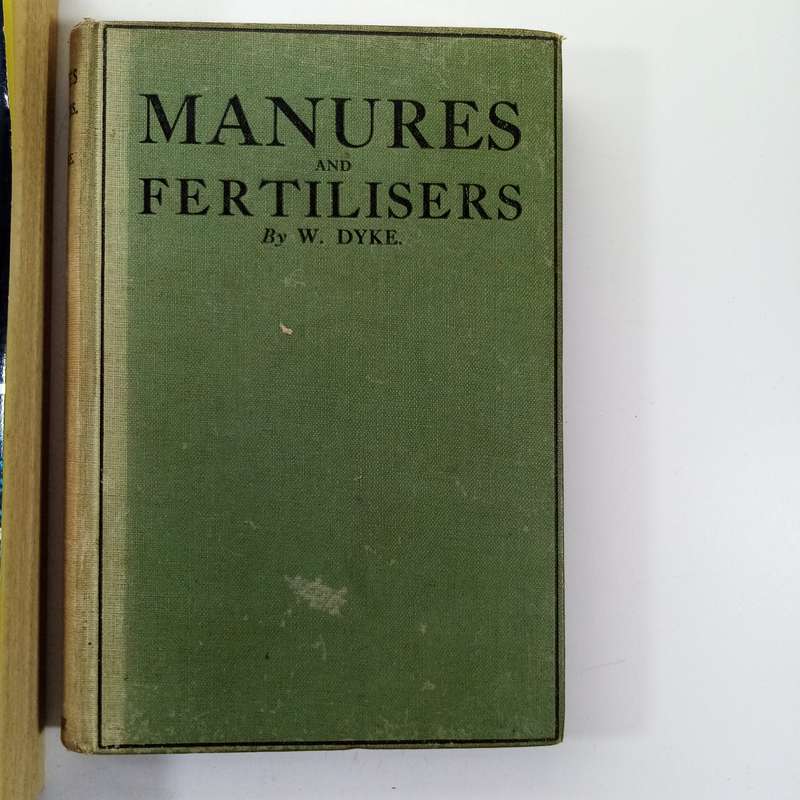 MANURES
AND
FERTILISERS
By W. DYKE.